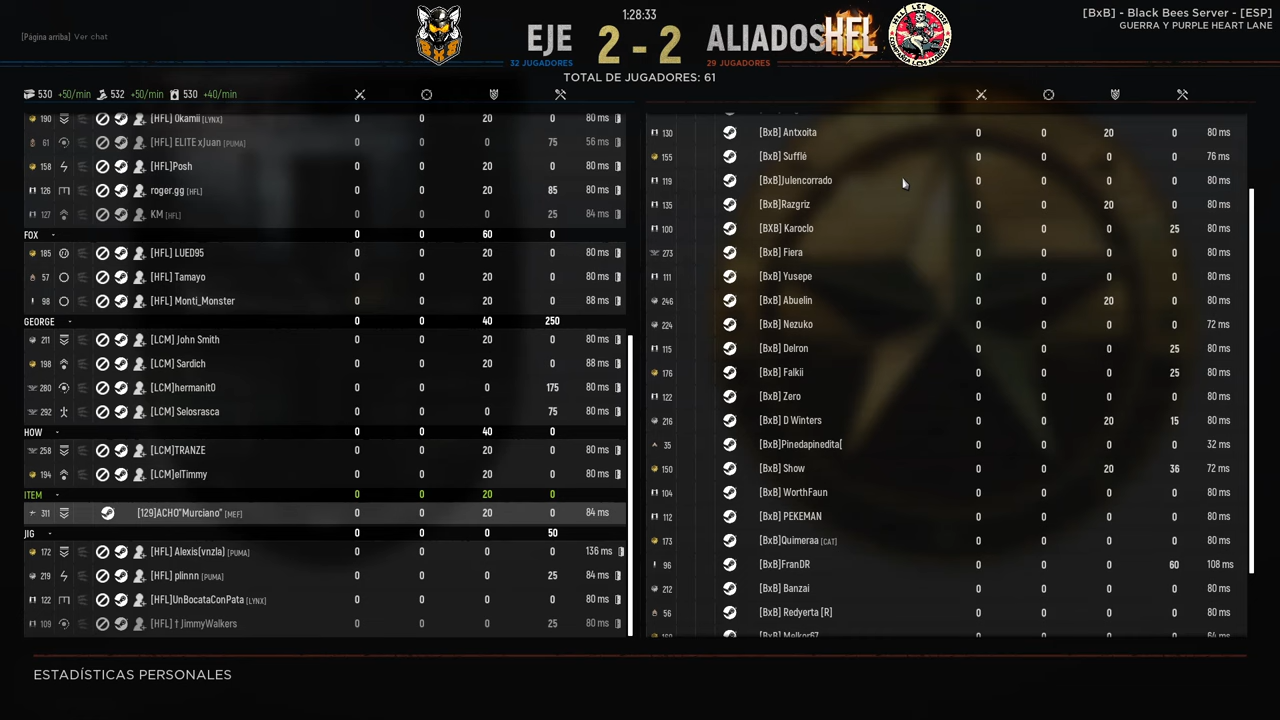 [Página arriba] Ver chat
1:28:33
EJE 2 - 2 ALIADOS HFL
32 JUGADORES 29 JUGADORES
TOTAL DE JUGADORES: 61
[BxB] - Black Bees Server - [ESP]
GUERRA Y PURPLE HEART LANE
530 +50/min 532 +50/min 530 +40/min
190 [HFL] Okamii [LYNX] 0 0 20 0 80 ms
61 [HFL] ELITE xJuan [PUMA] 0 0 0 75 56 ms
158 [HFL]Posh 0 0 20 0 80 ms
126 roger.gg [HFL] 0 0 20 85 80 ms
127 KM [HFL] 0 0 0 25 84 ms
FOX 0 0 60 0
185 [HFL] LUED95 0 0 20 0 80 ms
57 [HFL] Tamayo 0 0 20 0 80 ms
98 [HFL] Monti_Monster 0 0 20 0 88 ms
GEORGE 0 0 40 250
211 [LCM] John Smith 0 0 20 0 80 ms
198 [LCM] Sardich 0 0 20 0 88 ms
280 [LCM]hermanit0 0 0 0 175 80 ms
292 [LCM] Selosrasca 0 0 0 75 80 ms
HOW 0 0 40 0
258 [LCM]TRANZE 0 0 20 0 80 ms
194 [LCM]elTimmy 0 0 20 0 80 ms
ITEM 0 0 20 0
311 [129]ACHO"Murciano" [MEF] 0 0 20 0 84 ms
JIG 0 0 0 50
172 [HFL] Alexis(vnzla) [PUMA] 0 0 0 0 136 ms
219 [HFL] plinnn [PUMA] 0 0 0 25 84 ms
122 [HFL]UnBocataConPata [LYNX] 0 0 0 0 80 ms
109 [HFL] † JimmyWalkers 0 0 0 25 80 ms
130 [BxB] Antxoita 0 0 20 0 80 ms
155 [BxB] Sufflé 0 0 0 0 76 ms
119 [BxB]Julencorrado 0 0 0 0 80 ms
135 [BxB]Razgriz 0 0 20 0 80 ms
100 [BXB] Karoclo 0 0 0 25 80 ms
273 [BxB] Fiera 0 0 0 0 80 ms
111 [BxB] Yusepe 0 0 0 0 80 ms
246 [BxB] Abuelin 0 0 20 0 80 ms
224 [BxB] Nezuko 0 0 0 0 72 ms
115 [BxB] Delron 0 0 0 25 80 ms
176 [BxB] Falkii 0 0 0 25 80 ms
122 [BxB] Zero 0 0 0 0 80 ms
216 [BxB] D Winters 0 0 20 15 80 ms
35 [BxB]Pinedapinedita[ 0 0 0 0 32 ms
150 [BxB] Show 0 0 20 36 72 ms
104 [BxB] WorthFaun 0 0 0 0 80 ms
112 [BxB] PEKEMAN 0 0 0 0 80 ms
173 [BxB]Quimeraa [CAT] 0 0 0 0 80 ms
96 [BxB]FranDR 0 0 0 60 108 ms
212 [BxB] Banzai 0 0 0 0 80 ms
56 [BxB] Redyerta [R] 0 0 0 0 80 ms
[BxB] Melkor67 0 0 0 0 64 ms
ESTADÍSTICAS PERSONALES